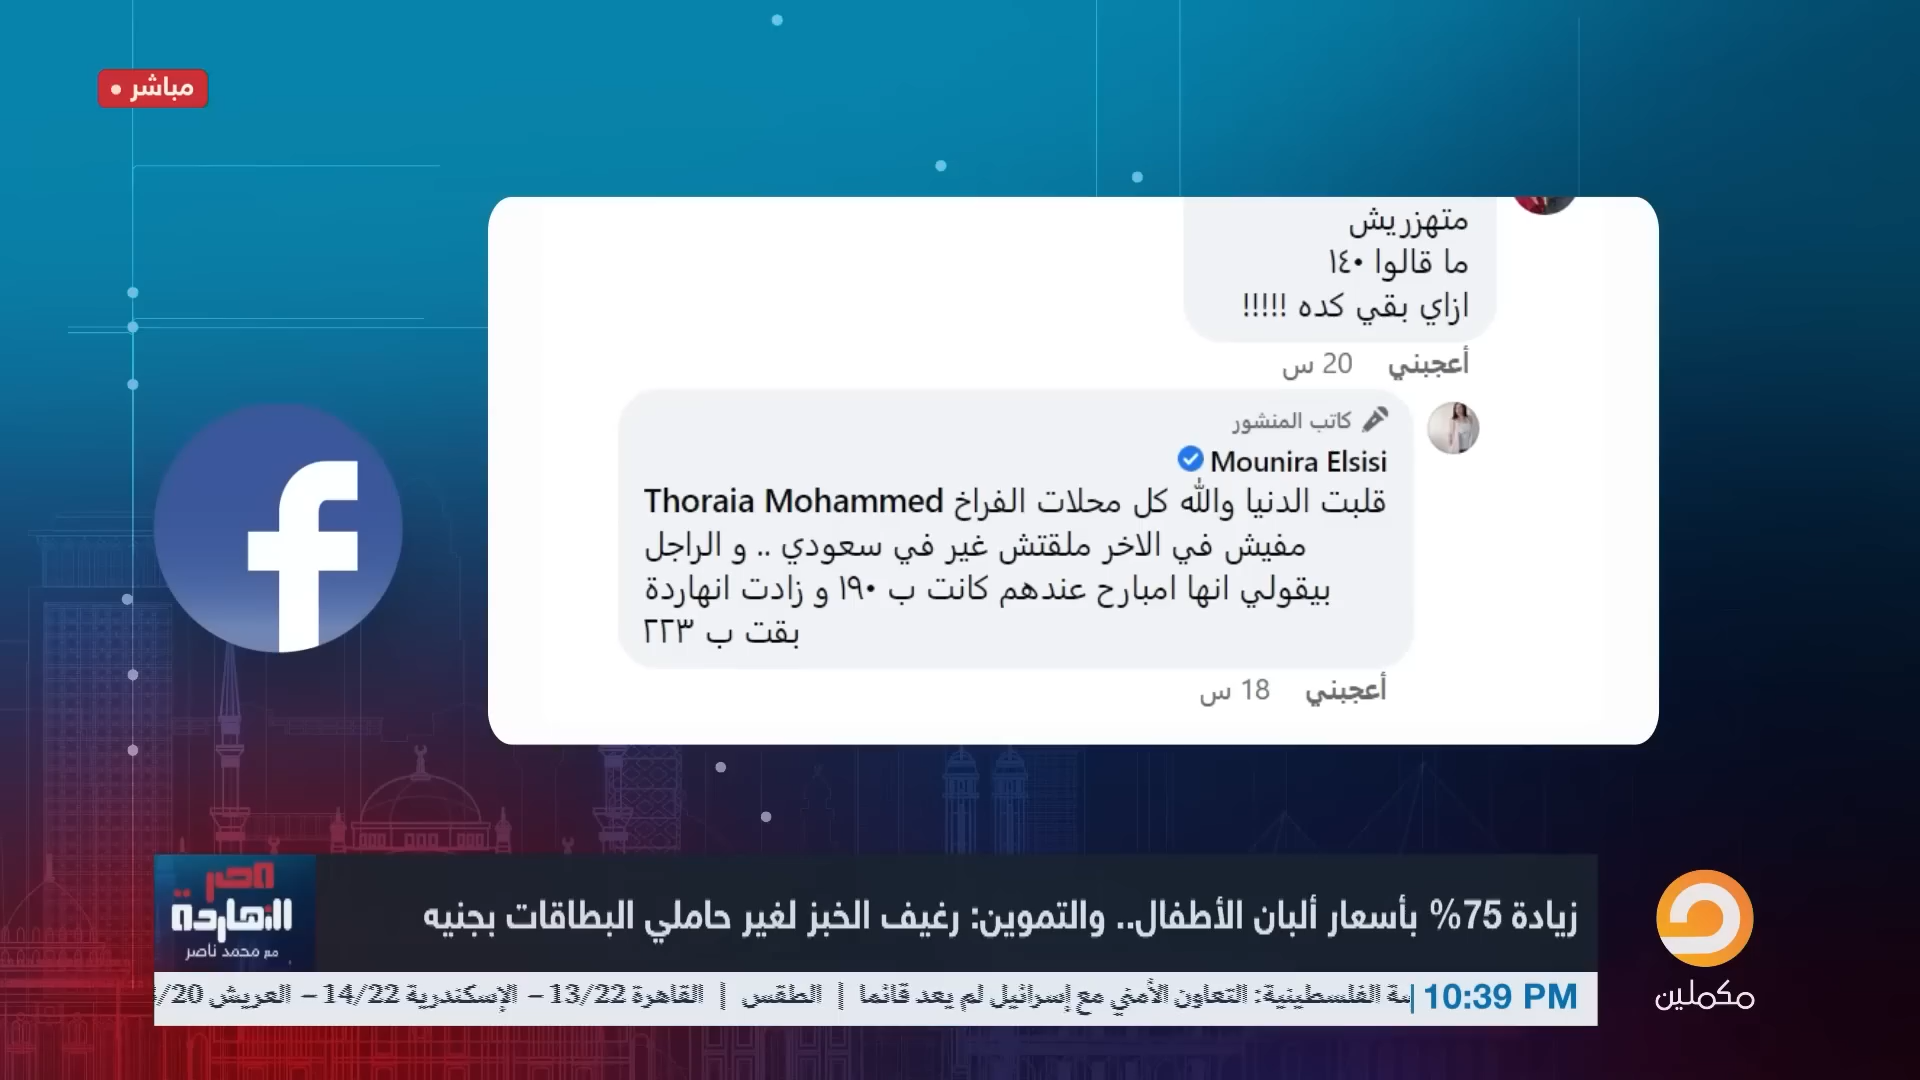 مباشر
متهزريش
ما قالوا ١٤٠
ازاي بقي كده !!!!!
أعجبني 20 س
كاتب المنشور
Mounira Elsisi
Thoraia Mohammed قلبت الدنيا والله كل محلات الفراخ
مفيش في الاخر ملقتش غير في سعودي .. و الراجل
بيقولي انها امبارح عندهم كانت ب ١٩٠ و زادت انهاردة
بقت ب ٢٢٣
أعجبني 18 س
مصر
النهاردة
مع محمد ناصر
زيادة 75% بأسعار ألبان الأطفال.. والتموين: رغيف الخبز لغير حاملي البطاقات بجنيه
10:39 PM
الفلسطينية: التعاون الأمني مع إسرائيل لم يعد قائما | الطقس | القاهرة 13/22 – الإسكندرية 14/22 – العريش
مكملين